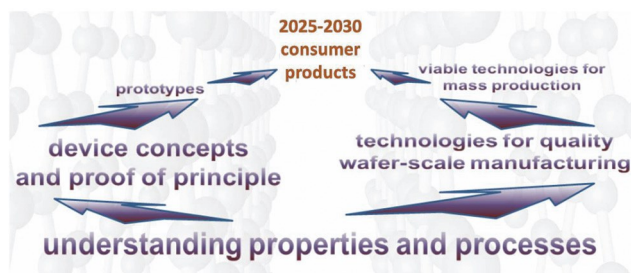 2025-2030
consumer
products
prototypes
viable technologies for
mass production
device concepts
and proof of principle
technologies for quality
wafer-scale manufacturing
understanding properties and processes